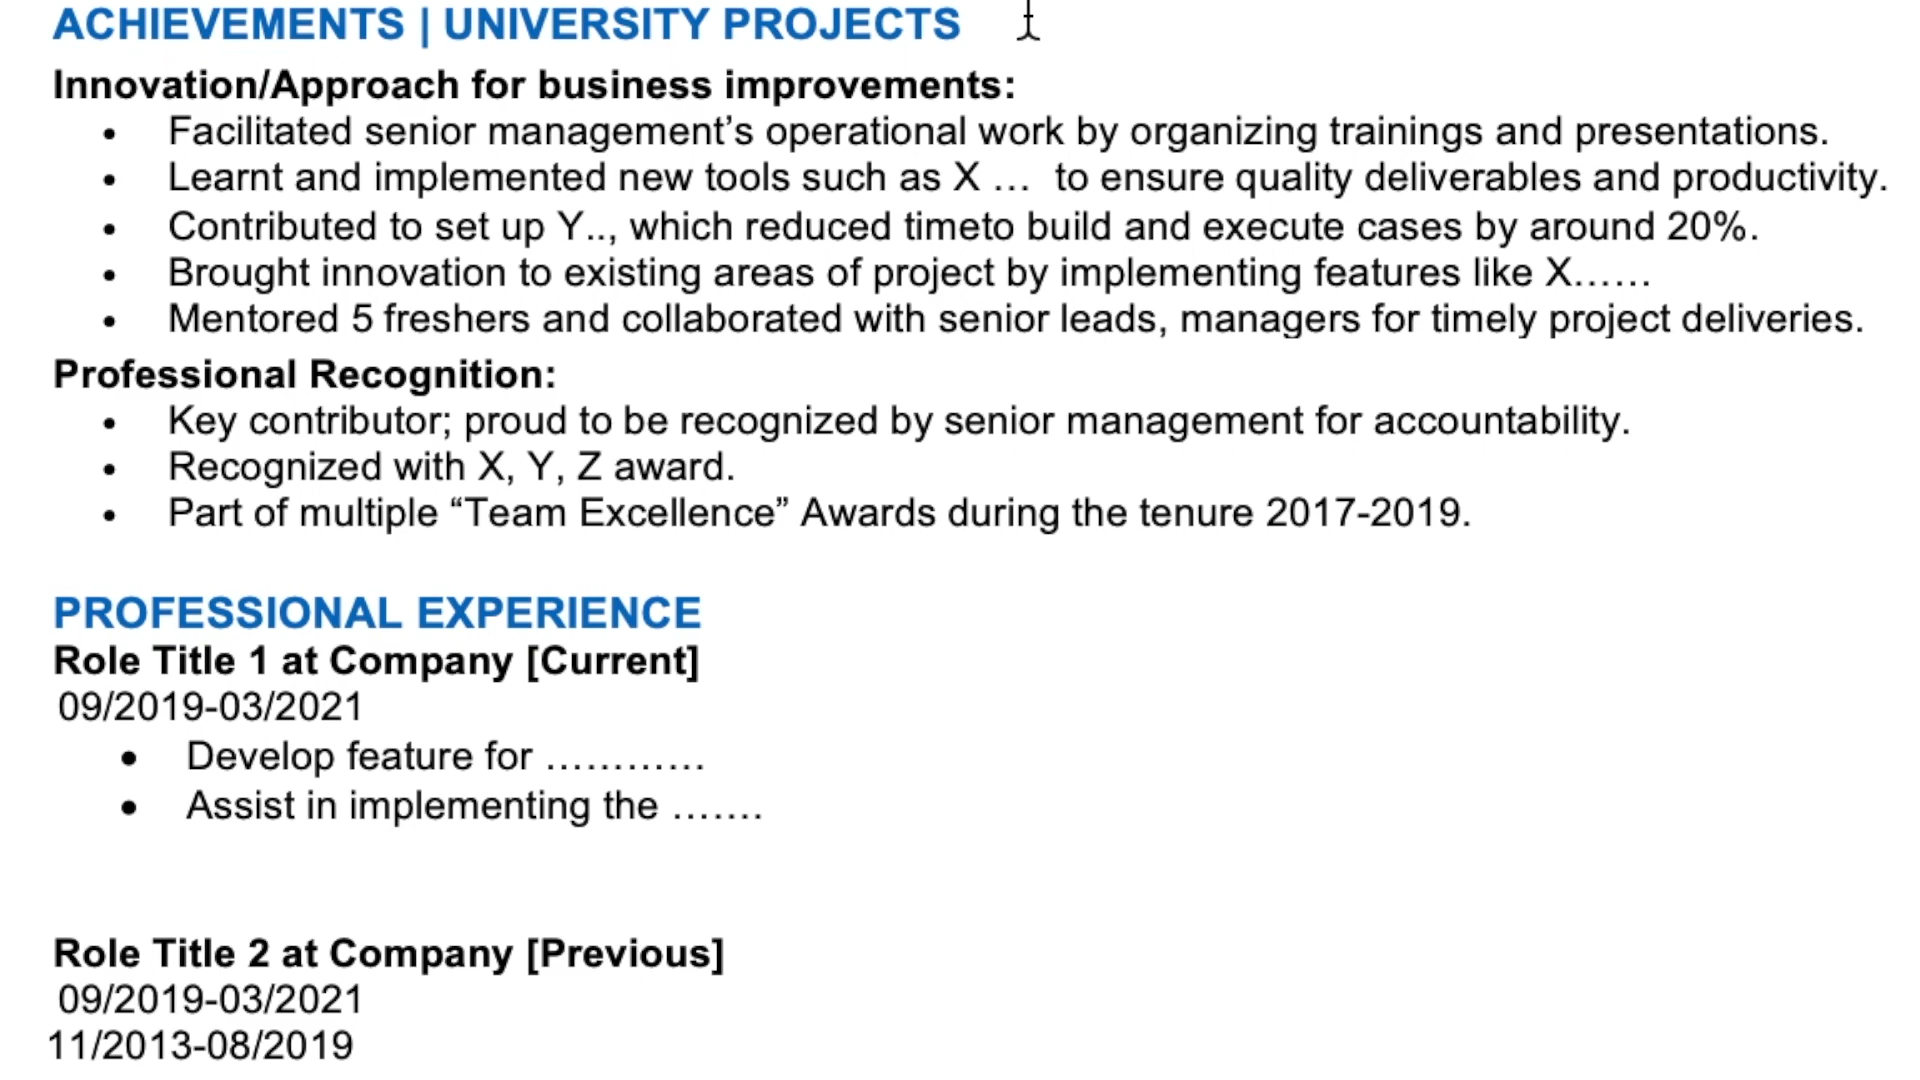 ACHIEVEMENTS | UNIVERSITY PROJECTS
Innovation/Approach for business improvements:
• Facilitated senior management’s operational work by organizing trainings and presentations.
• Learnt and implemented new tools such as X ... to ensure quality deliverables and productivity.
• Contributed to set up Y.., which reduced timeto build and execute cases by around 20%.
• Brought innovation to existing areas of project by implementing features like X......
• Mentored 5 freshers and collaborated with senior leads, managers for timely project deliveries.
Professional Recognition:
• Key contributor; proud to be recognized by senior management for accountability.
• Recognized with X, Y, Z award.
• Part of multiple “Team Excellence” Awards during the tenure 2017-2019.
PROFESSIONAL EXPERIENCE
Role Title 1 at Company [Current]
09/2019-03/2021
• Develop feature for ............
• Assist in implementing the .......
Role Title 2 at Company [Previous]
09/2019-03/2021
11/2013-08/2019